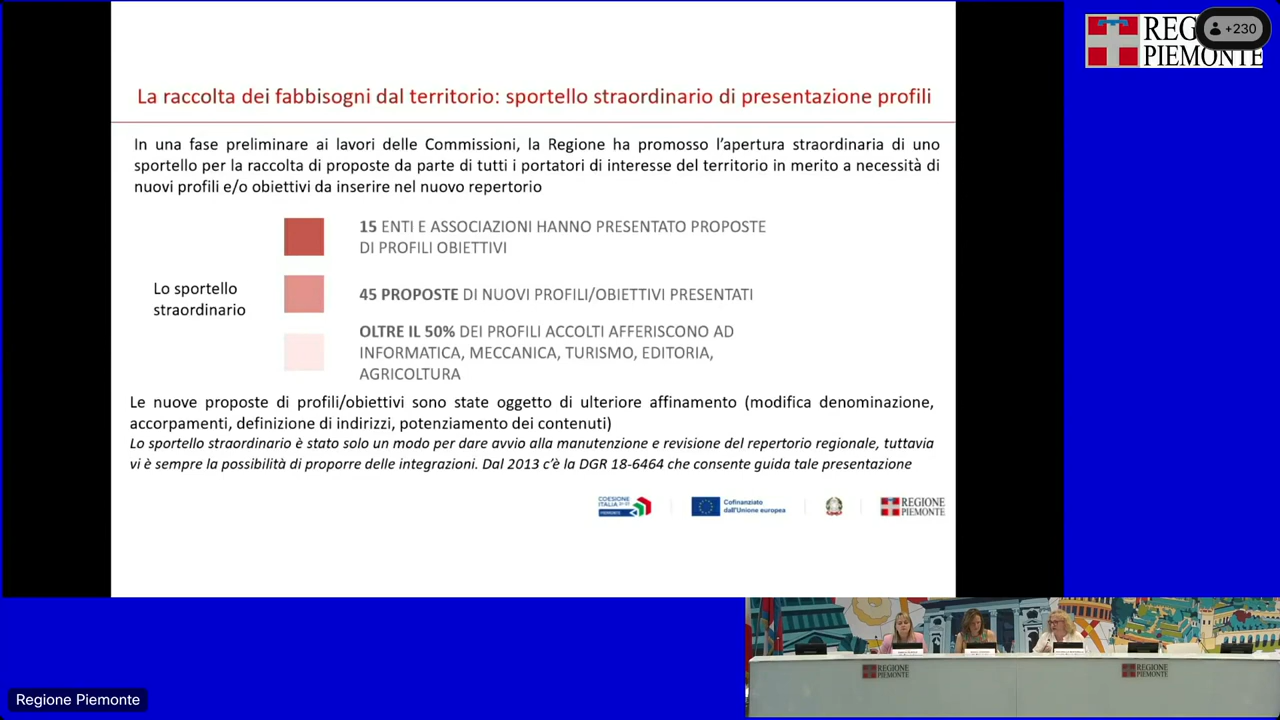 REGIONE
PIEMONTE
+230
La raccolta dei fabbisogni dal territorio: sportello straordinario di presentazione profili
In una fase preliminare ai lavori delle Commissioni, la Regione ha promosso l'apertura straordinaria di uno
sportello per la raccolta di proposte da parte di tutti i portatori di interesse del territorio in merito a necessità di
nuovi profili e/o obiettivi da inserire nel nuovo repertorio
15 ENTI E ASSOCIAZIONI HANNO PRESENTATO PROPOSTE
DI PROFILI OBIETTIVI
Lo sportello
straordinario
45 PROPOSTE DI NUOVI PROFILI/OBIETTIVI PRESENTATI
OLTRE IL 50% DEI PROFILI ACCOLTI AFFERISCONO AD
INFORMATICA, MECCANICA, TURISMO, EDITORIA,
AGRICOLTURA
Le nuove proposte di profili/obiettivi sono state oggetto di ulteriore affinamento (modifica denominazione,
accorpamenti, definizione di indirizzi, potenziamento dei contenuti)
Lo sportello straordinario è stato solo un modo per dare avvio alla manutenzione e revisione del repertorio regionale, tuttavia
vi è sempre la possibilità di proporre delle integrazioni. Dal 2013 c'è la DGR 18-6464 che consente guida tale presentazione
COESIONE
ITALIA
PIEMONTE
Cofinanziato
dall'Unione europea
REGIONE
PIEMONTE
REGIONE
PIEMONTE
REGIONE
PIEMONTE
Regione Piemonte